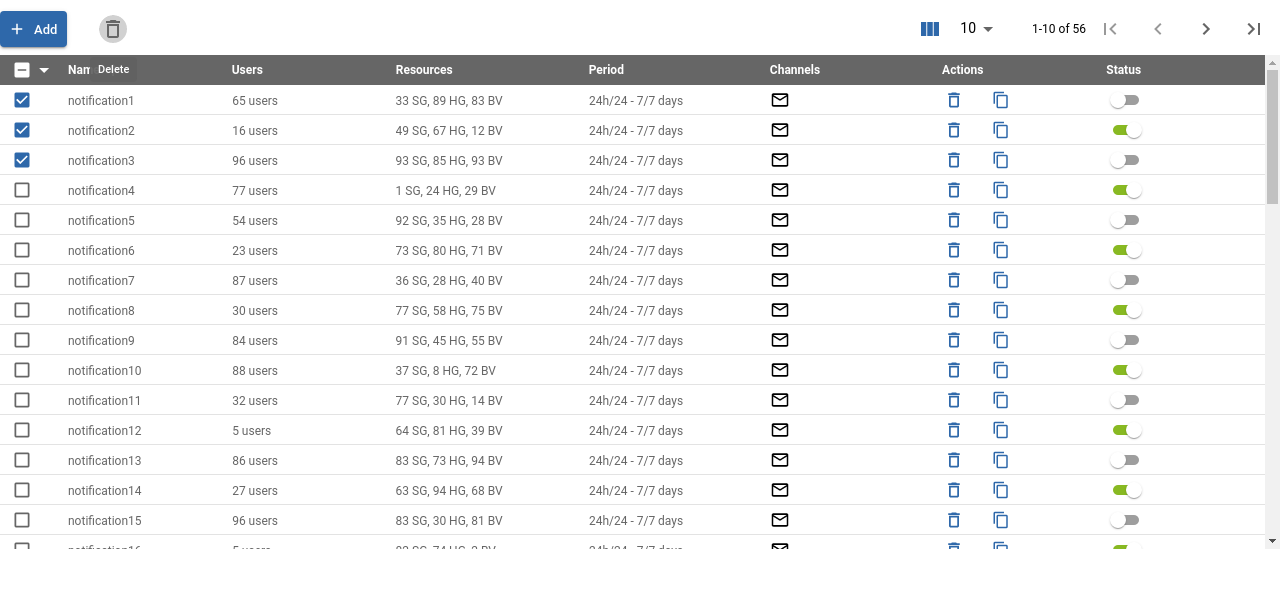 Add 10 1-10 of 56
Delete Users Resources Period Channels Actions Status
notification1 65 users 33 SG, 89 HG, 83 BV 24h/24 - 7/7 days
notification2 16 users 49 SG, 67 HG, 12 BV 24h/24 - 7/7 days
notification3 96 users 93 SG, 85 HG, 93 BV 24h/24 - 7/7 days
notification4 77 users 1 SG, 24 HG, 29 BV 24h/24 - 7/7 days
notification5 54 users 92 SG, 35 HG, 28 BV 24h/24 - 7/7 days
notification6 23 users 73 SG, 80 HG, 71 BV 24h/24 - 7/7 days
notification7 87 users 36 SG, 28 HG, 40 BV 24h/24 - 7/7 days
notification8 30 users 77 SG, 58 HG, 75 BV 24h/24 - 7/7 days
notification9 84 users 91 SG, 45 HG, 55 BV 24h/24 - 7/7 days
notification10 88 users 37 SG, 8 HG, 72 BV 24h/24 - 7/7 days
notification11 32 users 77 SG, 30 HG, 14 BV 24h/24 - 7/7 days
notification12 5 users 64 SG, 81 HG, 39 BV 24h/24 - 7/7 days
notification13 86 users 83 SG, 73 HG, 94 BV 24h/24 - 7/7 days
notification14 27 users 63 SG, 94 HG, 68 BV 24h/24 - 7/7 days
notification15 96 users 83 SG, 30 HG, 81 BV 24h/24 - 7/7 days